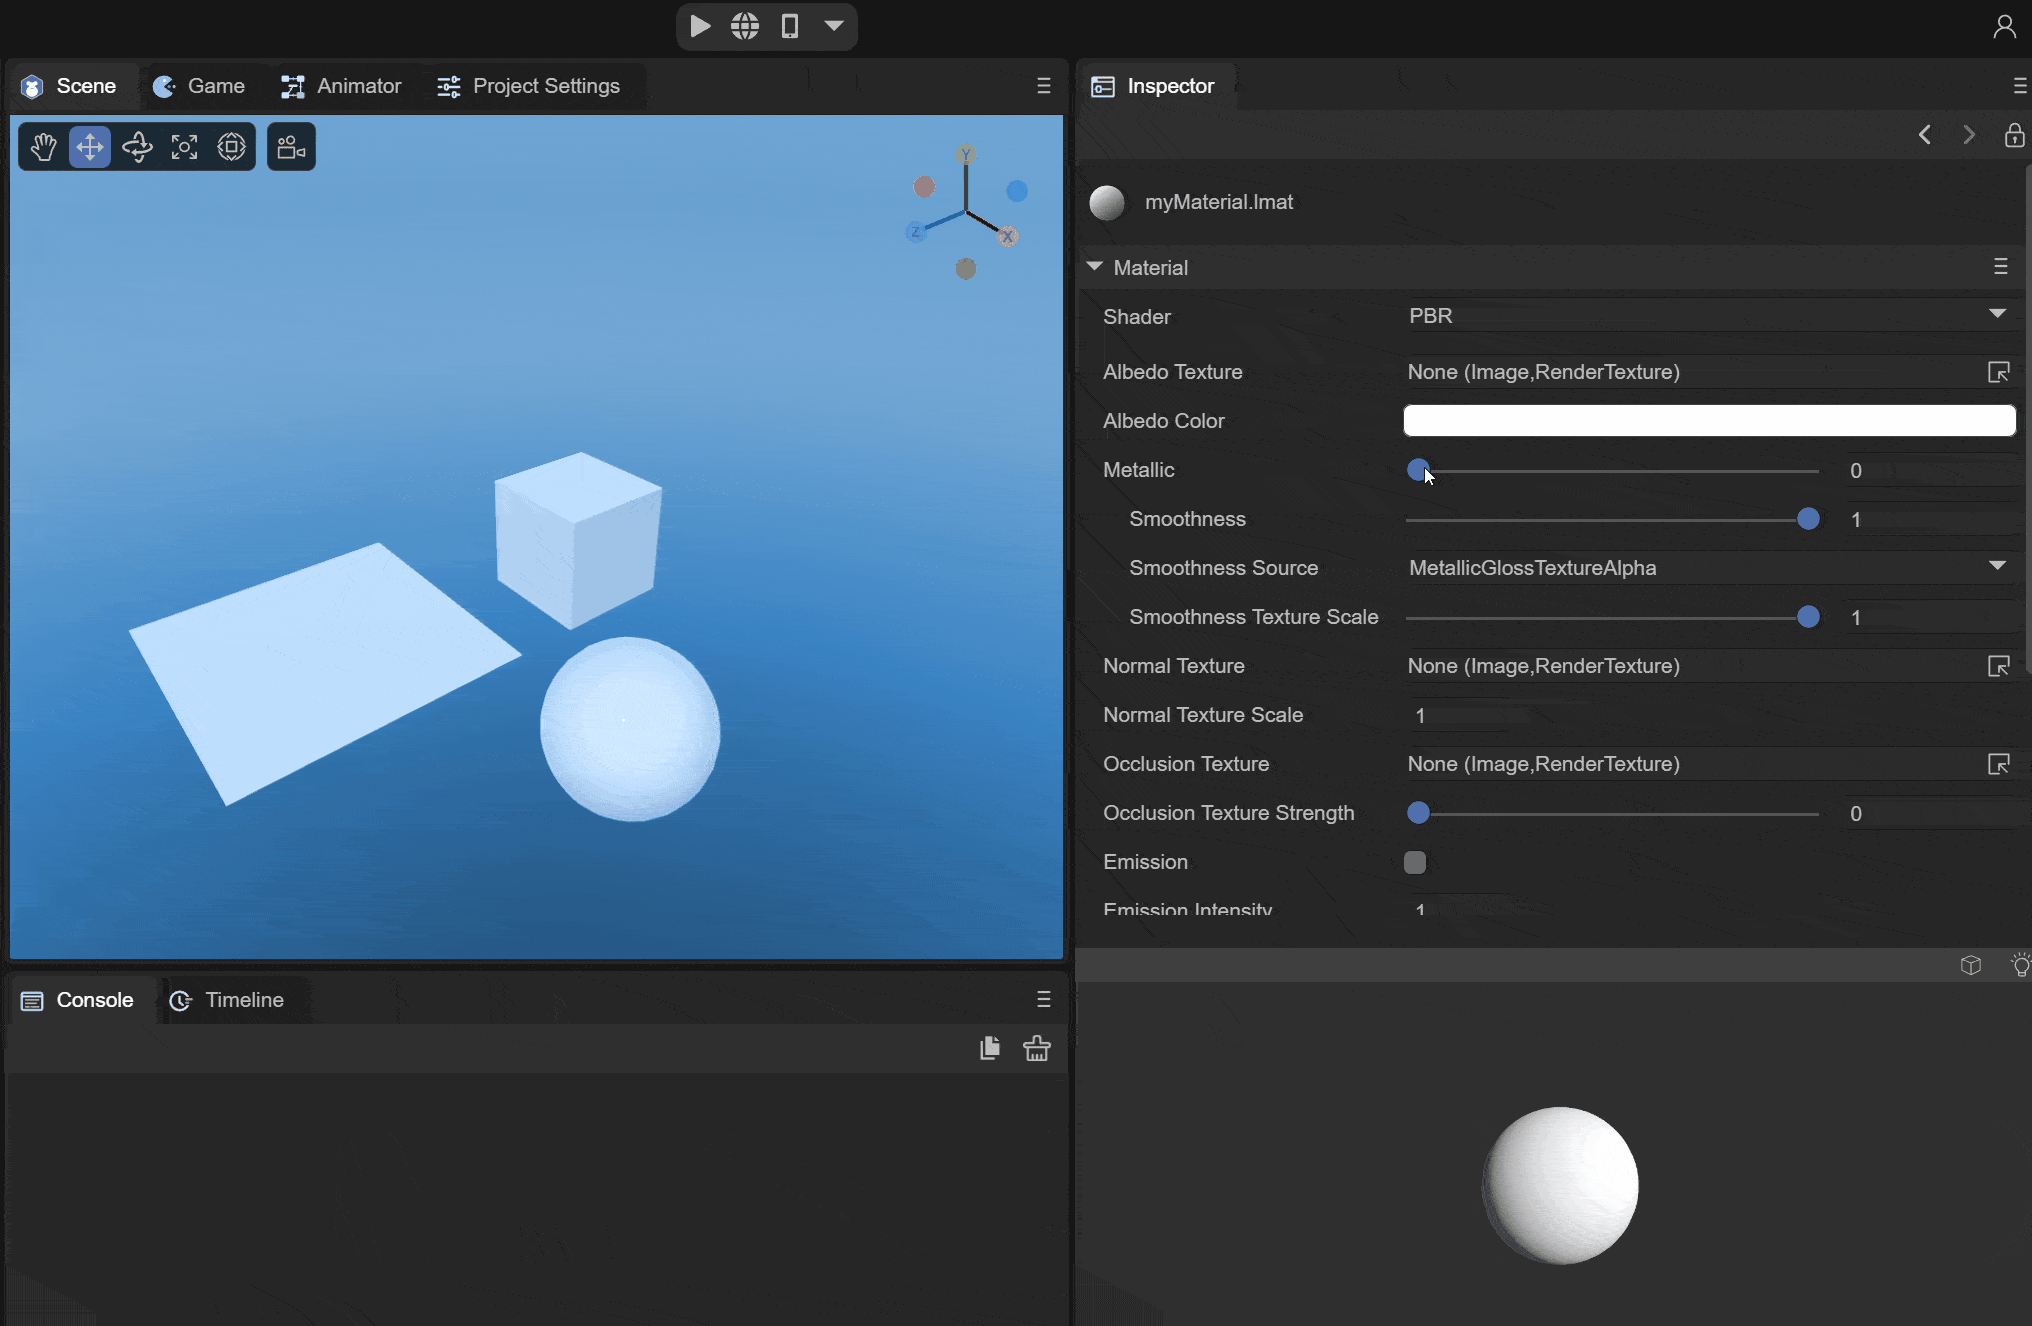 Scene
Game
Animator
Project Settings
Inspector
Y
Z
X
myMaterial.lmat
Material
Shader
PBR
Albedo Texture
None (Image,RenderTexture)
Albedo Color
Metallic
0
Smoothness
1
Smoothness Source
MetallicGlossTextureAlpha
Smoothness Texture Scale
1
Normal Texture
None (Image,RenderTexture)
Normal Texture Scale
1
Occlusion Texture
None (Image,RenderTexture)
Occlusion Texture Strength
0
Emission
Emission Intensity
1
Console
Timeline